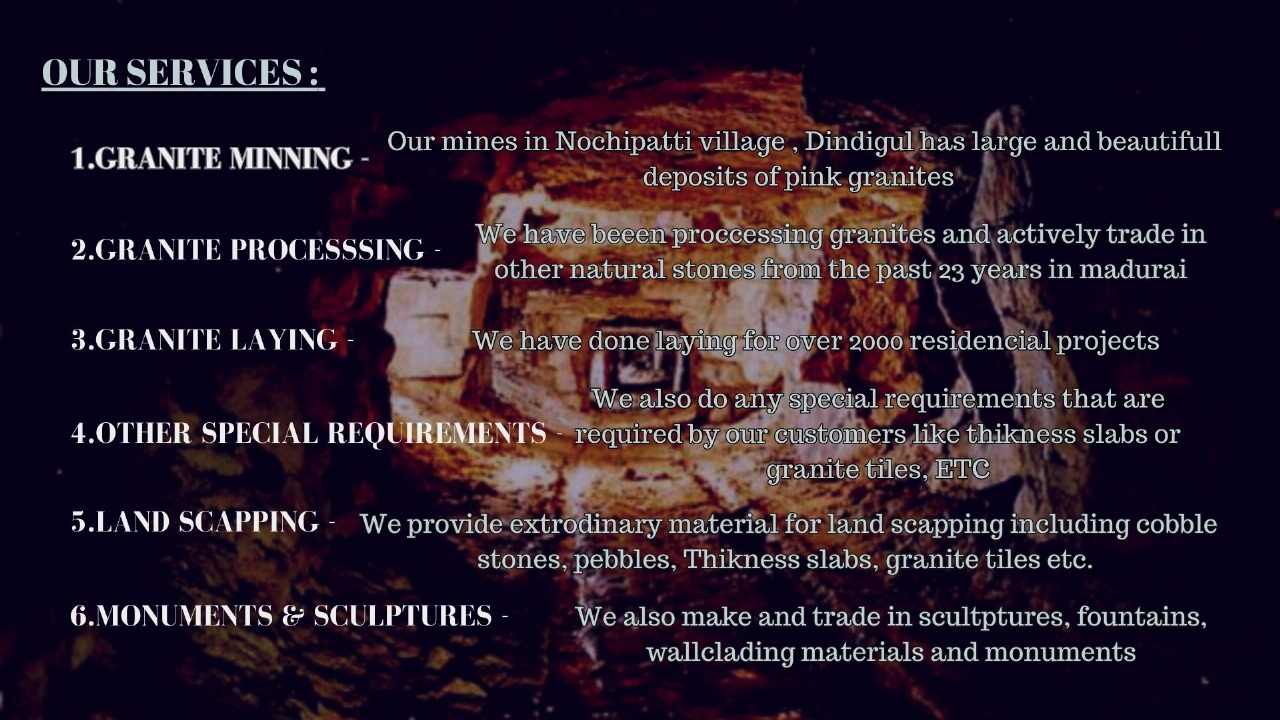 OUR SERVICES :
1.GRANITE MINNING - Our mines in Nochipatti village , Dindigul has large and beautifull
deposits of pink granites
2.GRANITE PROCESSSING - We have beeen proccessing granites and actively trade in
other natural stones from the past 23 years in madurai
3.GRANITE LAYING - We have done laying for over 2000 residencial projects
We also do any special requirements that are
4.OTHER SPECIAL REQUIREMENTS - required by our customers like thikness slabs or
granite tiles, ETC
5.LAND SCAPPING - We provide extrodinary material for land scapping including cobble
stones, pebbles, Thikness slabs, granite tiles etc.
6.MONUMENTS & SCULPTURES - We also make and trade in scultptures, fountains,
wallclading materials and monuments